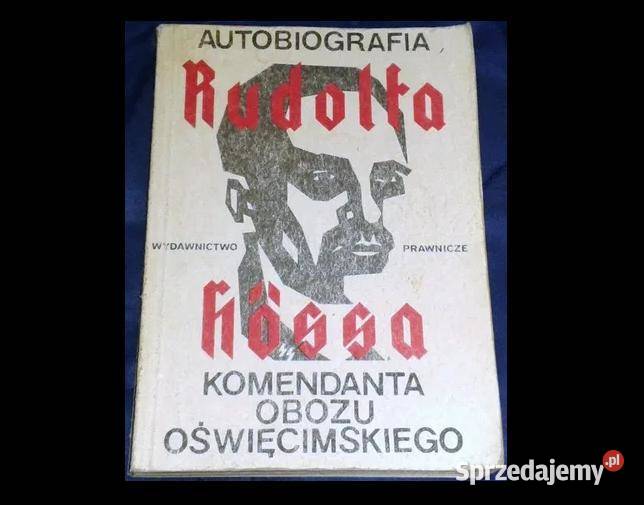 AUTOBIOGRAFIA
Rudolfa
WYDAWNICTWO PRAWNICZE
Hössa
KOMENDANTA
OBOZU
OŚWIĘCIMSKIEGO
sprzedajemy.pl